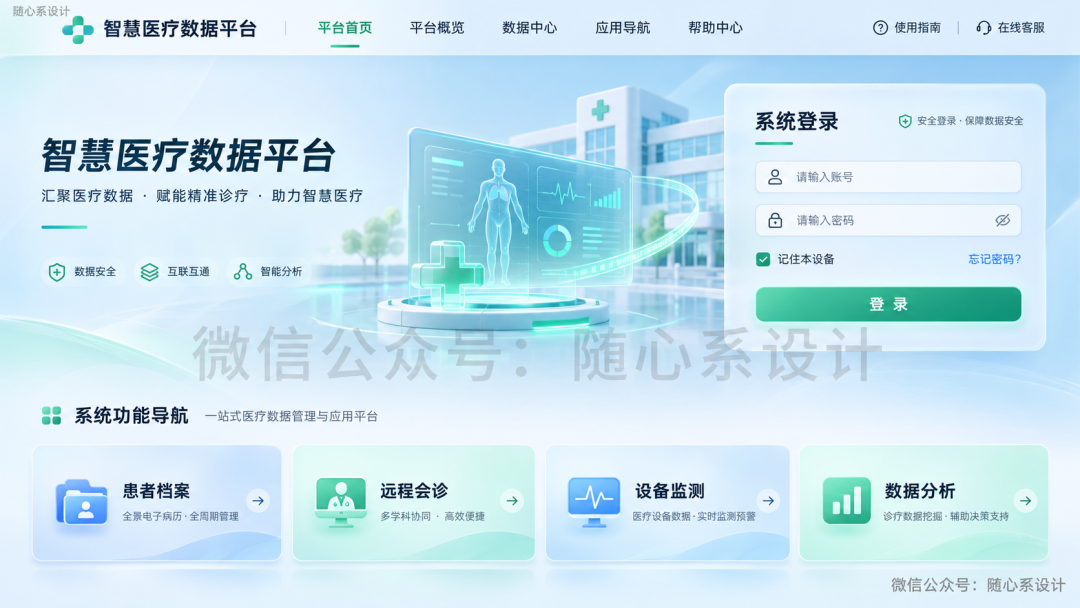 随心系设计
智慧医疗数据平台
平台首页 平台概览 数据中心 应用导航 帮助中心 使用指南 在线客服
智慧医疗数据平台
汇聚医疗数据 · 赋能精准诊疗 · 助力智慧医疗
数据安全 互联互通 智能分析
系统登录
安全登录 · 保障数据安全
请输入账号
请输入密码
记住本设备 忘记密码?
登 录
微信公众号：随心系设计
系统功能导航 一站式医疗数据管理与应用平台
患者档案
全景电子病历 · 全周期管理
远程会诊
多学科协同 · 高效便捷
设备监测
医疗设备数据 · 实时监测预警
数据分析
诊疗数据挖掘 · 辅助决策支持
微信公众号：随心系设计